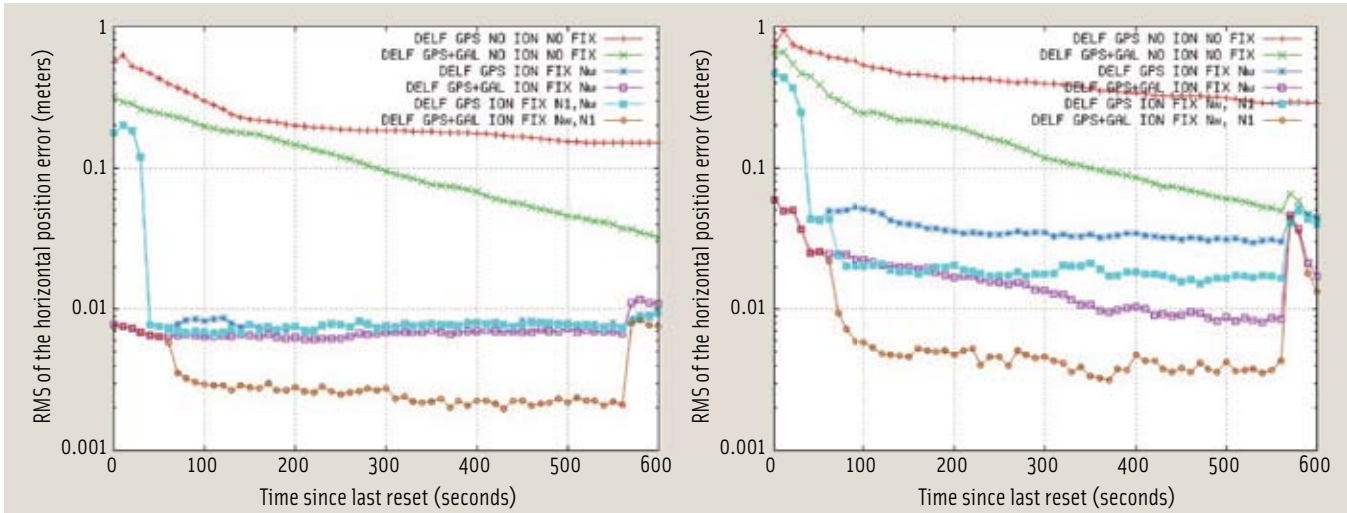 RMS of the horizontal position error (meters)
1
0.1
0.01
0.001
DELF GPS NO ION NO FIX
DELF GPS+GAL NO ION NO FIX
DELF GPS ION FIX Nw
DELF GPS+GAL ION FIX Nw
DELF GPS ION FIX N1,Nw
DELF GPS+GAL ION FIX Nw,N1
0 100 200 300 400 500 600
Time since last reset (seconds)
RMS of the horizontal position error (meters)
1
0.1
0.01
0.001
DELF GPS NO ION NO FIX
DELF GPS+GAL NO ION NO FIX
DELF GPS ION FIX Nw
DELF GPS+GAL ION FIX Nw
DELF GPS ION FIX Nw, N1
DELF GPS+GAL ION FIX Nw, N1
0 100 200 300 400 500 600
Time since last reset (seconds)